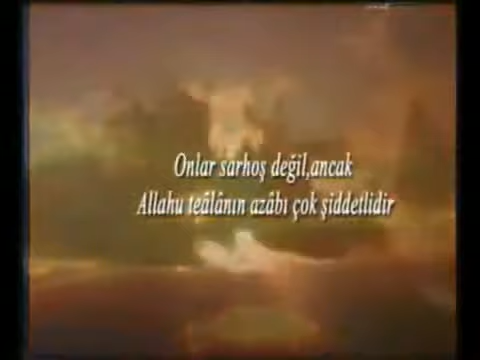 Onlar sarhoş değil,ancak
Allahu teâlânın azâbı çok şiddetlidir